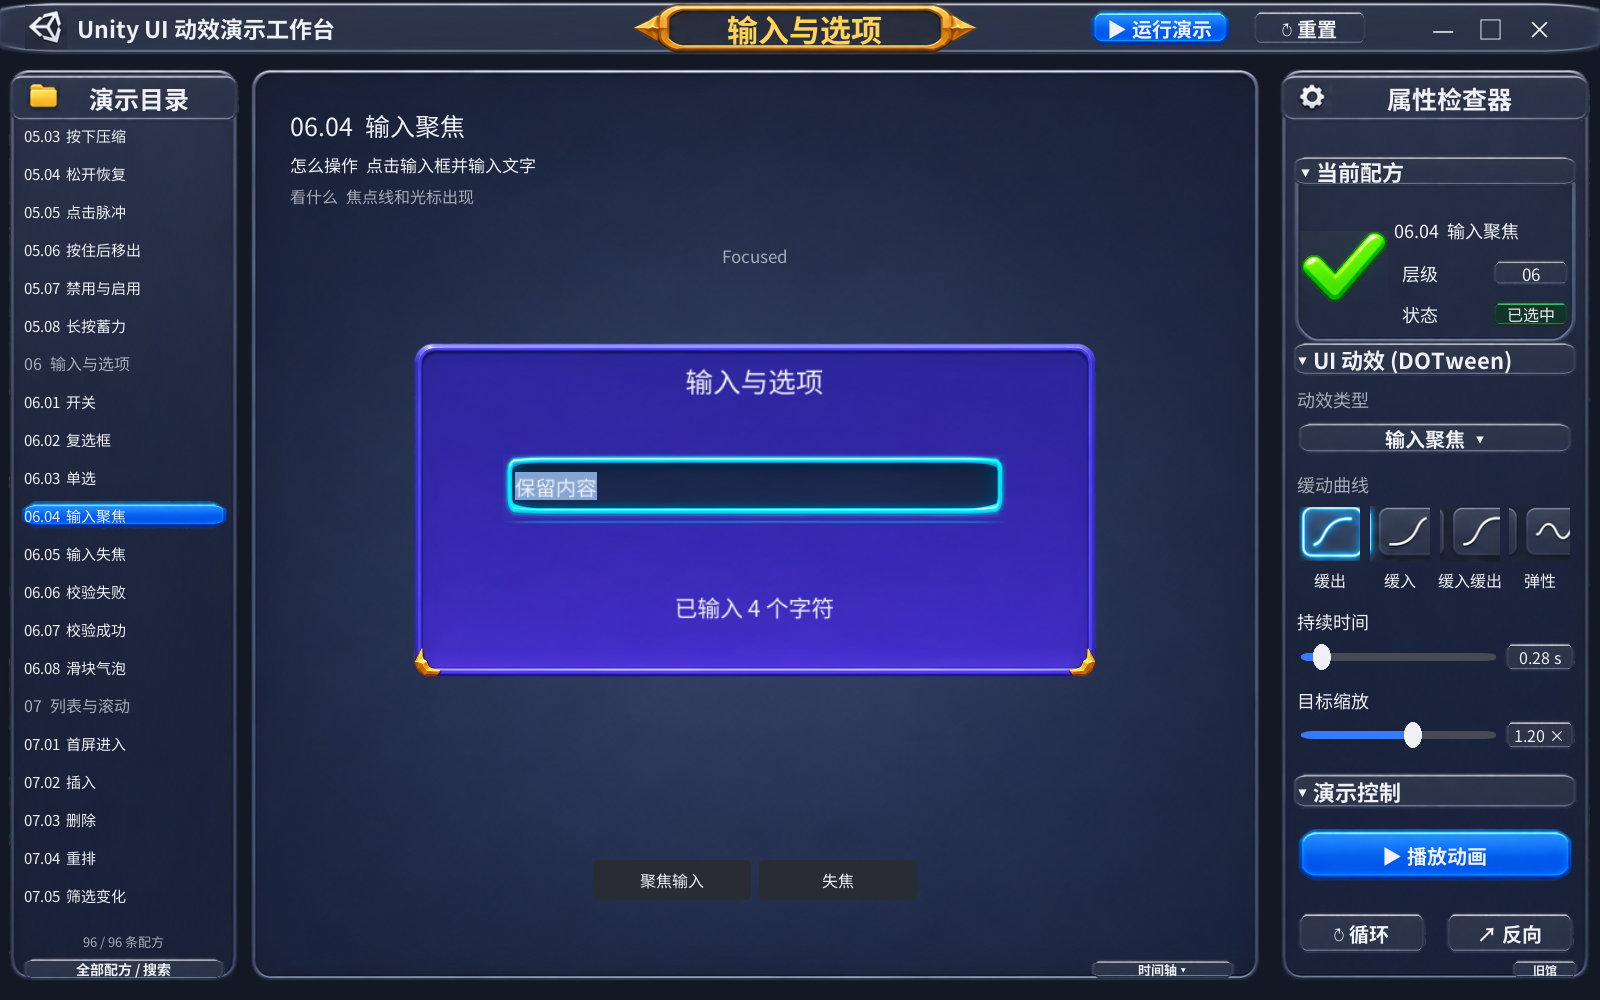 Unity UI 动效演示工作台
输入与选项
▶ 运行演示
重置
演示目录
05.03 按下压缩
05.04 松开恢复
05.05 点击脉冲
05.06 按住后移出
05.07 禁用与启用
05.08 长按蓄力
06 输入与选项
06.01 开关
06.02 复选框
06.03 单选
06.04 输入聚焦
06.05 输入失焦
06.06 校验失败
06.07 校验成功
06.08 滑块气泡
07 列表与滚动
07.01 首屏进入
07.02 插入
07.03 删除
07.04 重排
07.05 筛选变化
96 / 96 条配方
全部配方 / 搜索
06.04 输入聚焦
怎么操作 点击输入框并输入文字
看什么 焦点线和光标出现
Focused
输入与选项
保留内容
已输入 4 个字符
聚焦输入
失焦
时间轴 ▾
属性检查器
▾ 当前配方
06.04 输入聚焦
层级
06
状态
已选中
▾ UI 动效 (DOTween)
动效类型
输入聚焦 ▾
缓动曲线
缓出
缓入
缓入缓出
弹性
持续时间
0.28 s
目标缩放
1.20 ×
▾ 演示控制
▶ 播放动画
循环
↗ 反向
旧馆